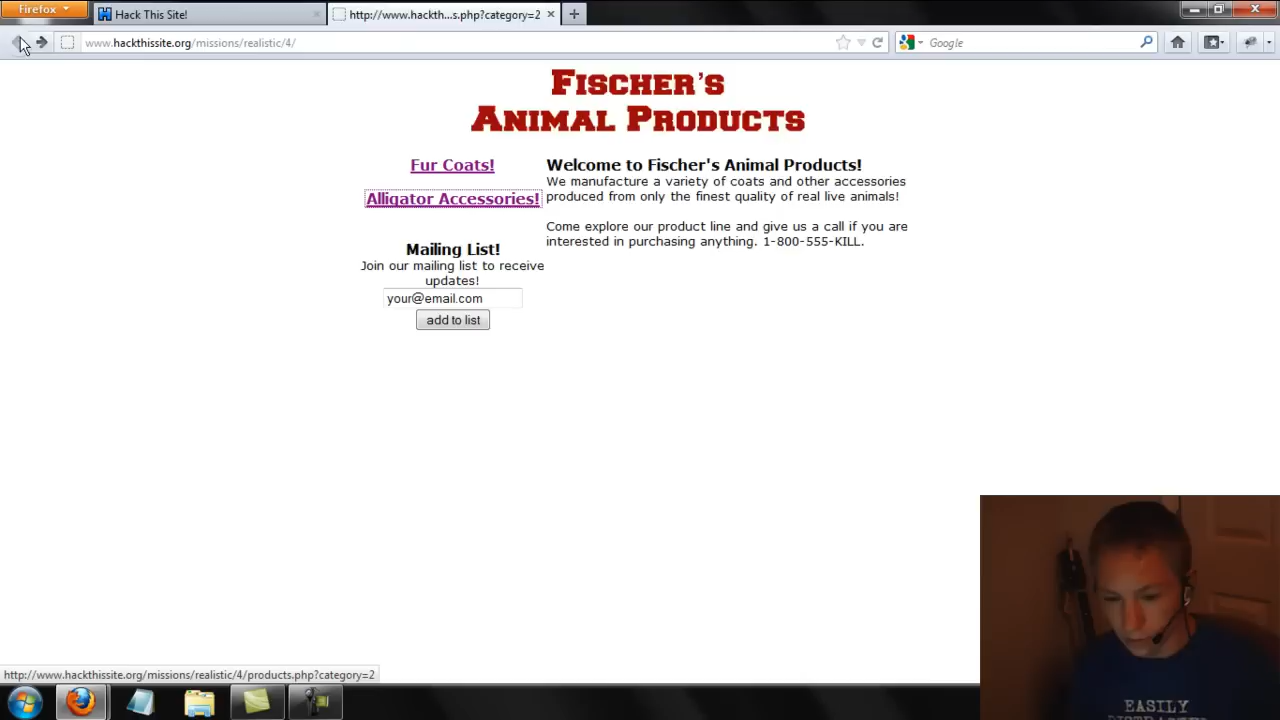 Firefox
Hack This Site!
http://www.hackth...s.php?category=2
www.hackthissite.org/missions/realistic/4/
Google
FISCHER'S
ANIMAL PRODUCTS
Fur Coats!
Alligator Accessories!
Mailing List!
Join our mailing list to receive
updates!
your@email.com
add to list
Welcome to Fischer's Animal Products!
We manufacture a variety of coats and other accessories
produced from only the finest quality of real live animals!
Come explore our product line and give us a call if you are
interested in purchasing anything. 1-800-555-KILL.
http://www.hackthissite.org/missions/realistic/4/products.php?category=2
EASILY